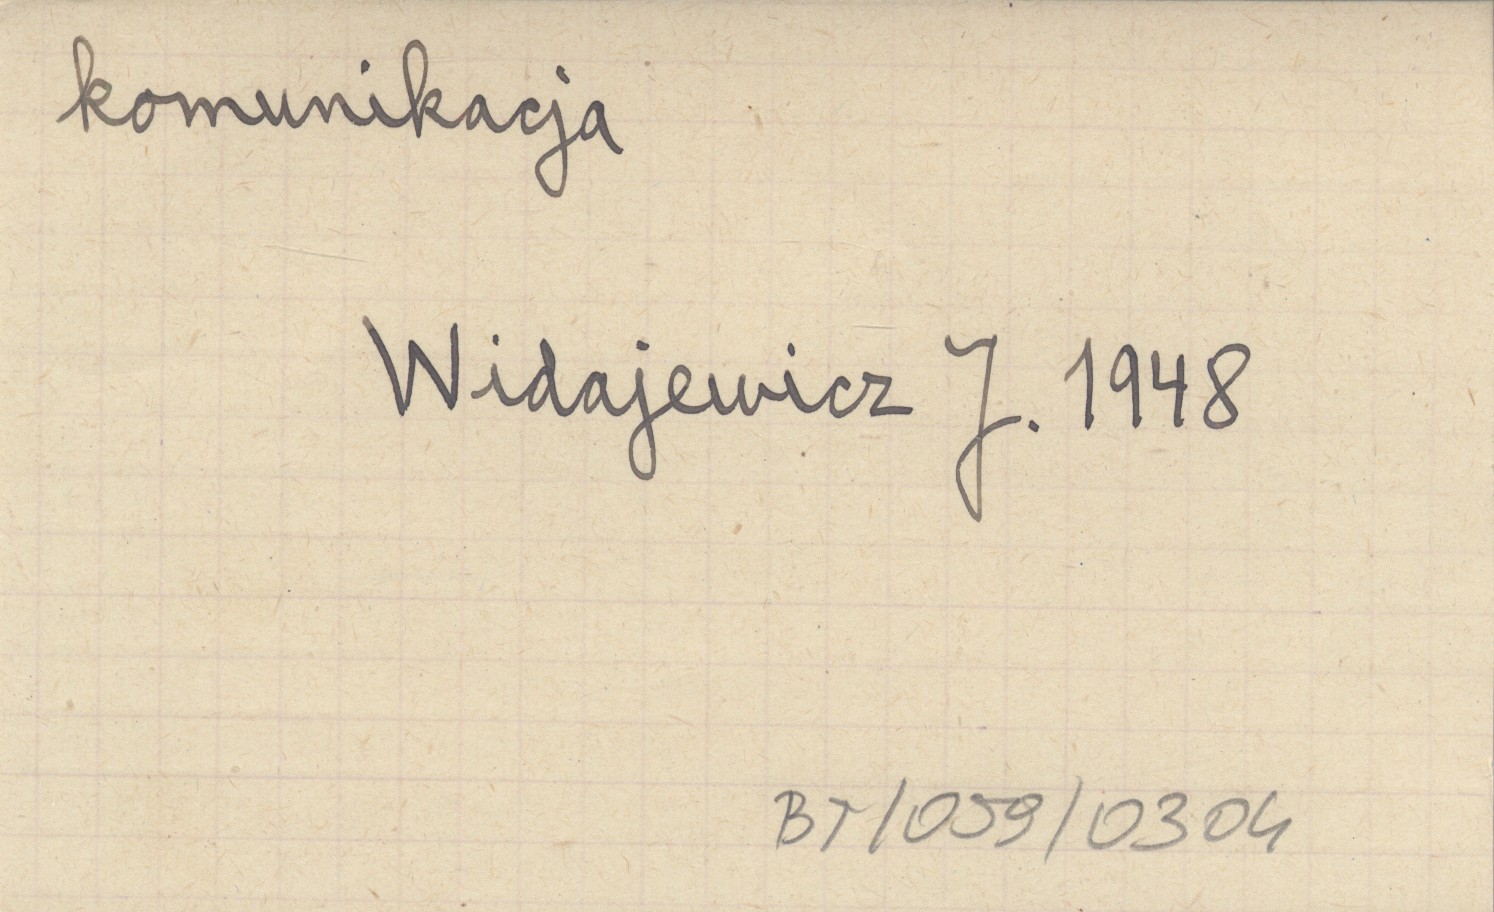 komunikacja
Widajewicz J. 1948
BT/059/0304